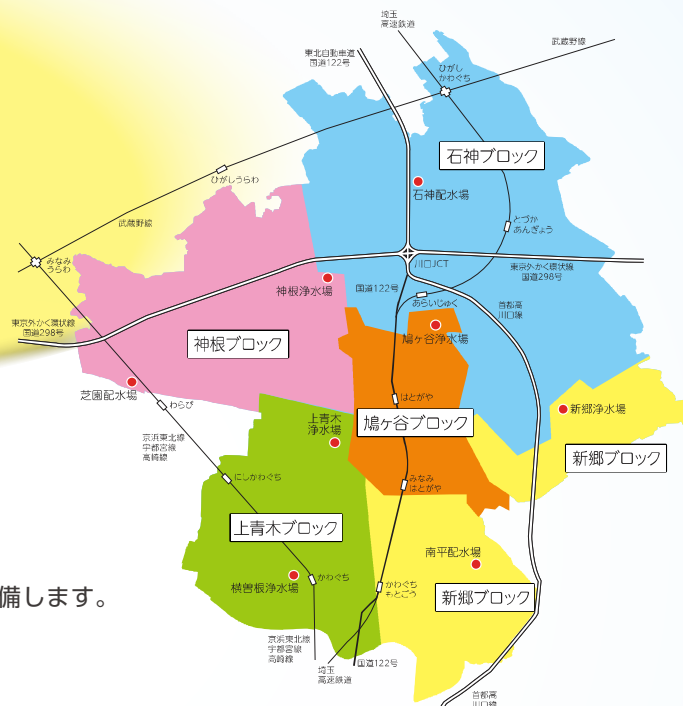 埼玉
高速鉄道
武蔵野線
東北自動車道
国道122号
ひがし
かわぐち
石神ブロック
ひがしうらわ
石神配水場
とづか
あんぎょう
武蔵野線
みなみ
うらわ
川口JCT
東京外かく環状線
国道298号
神根浄水場
国道122号
あらいじゅく
首都高
川口線
東京外かく環状線
国道298号
鳩ヶ谷浄水場
神根ブロック
芝園配水場
わらび
はとがや
上青木
浄水場
鳩ヶ谷ブロック
新郷浄水場
京浜東北線
宇都宮線
高崎線
新郷ブロック
にしかわぐち
みなみ
はとがや
上青木ブロック
南平配水場
横曽根浄水場
かわぐち
かわぐち
もとごう
新郷ブロック
備します。
京浜東北線
宇都宮線
高崎線
埼玉
高速鉄道
国道122号
首都高
川口線